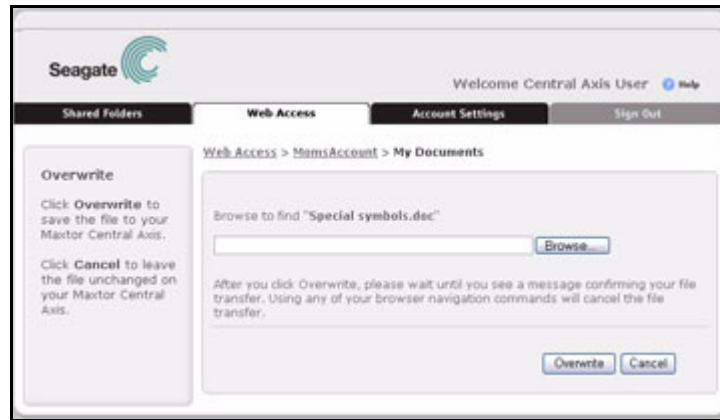 Seagate
Welcome Central Axis User ? Help
Shared Folders Web Access Account Settings Sign Out
Web Access > MomsAccount > My Documents
Overwrite
Click Overwrite to
save the file to your
Maxtor Central Axis.
Click Cancel to leave
the file unchanged on
your Maxtor Central
Axis.
Browse to find "Special symbols.doc"
Browse...
After you click Overwrite, please wait until you see a message confirming your file
transfer. Using any of your browser navigation commands will cancel the file
transfer.
Overwrite Cancel